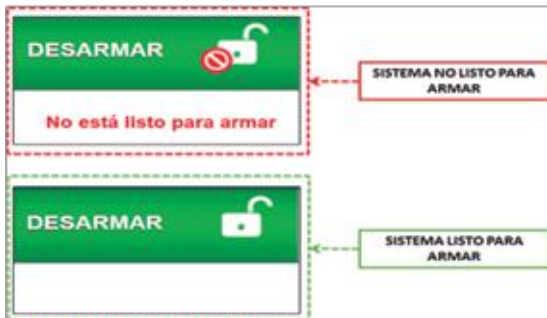 DESARMAR
No está listo para armar
SISTEMA NO LISTO PARA
ARMAR
DESARMAR
SISTEMA LISTO PARA
ARMAR